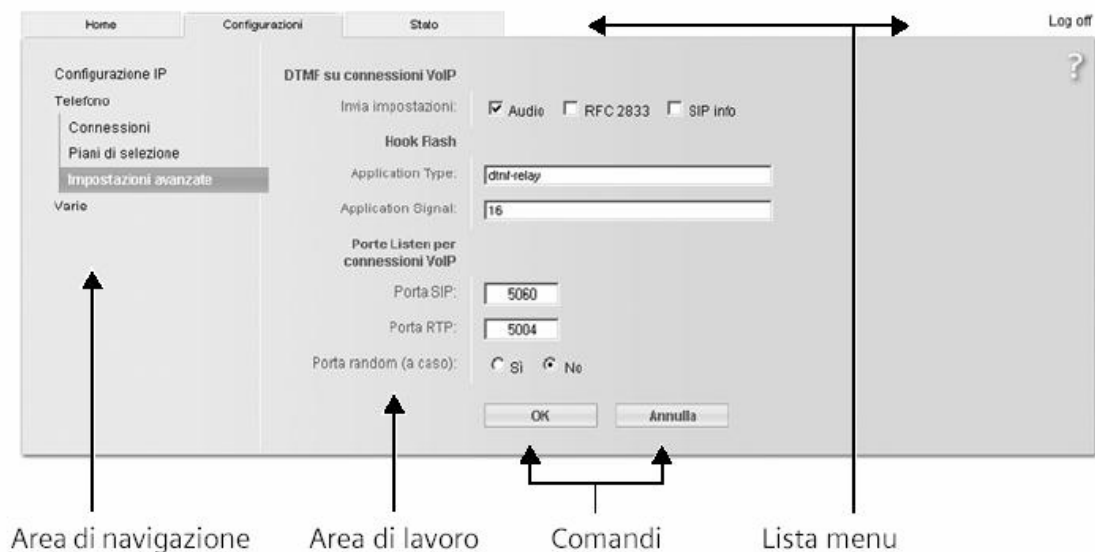 Home Configurazioni Stato Log off
?
Configurazione IP
Telefono
Connessioni
Piani di selezione
Impostazioni avanzate
Varie
DTMF su connessioni VoIP
Invia impostazioni: Audio RFC 2833 SIP info
Hook Flash
Application Type: dtmf-relay
Application Signal: 16
Porte Listen per
connessioni VoIP
Porta SIP: 5060
Porta RTP: 5004
Porta random (a caso): Sì No
OK Annulla
Area di navigazione Area di lavoro Comandi Lista menu